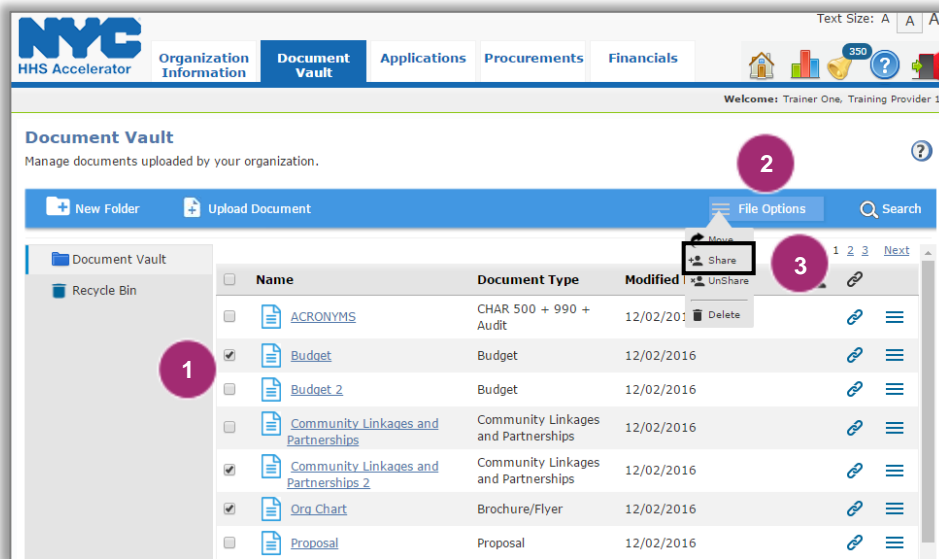 Text Size: A A A
NYC
HHS Accelerator
Organization
Information
Document
Vault
Applications
Procurements
Financials
350
?
Welcome: Trainer One, Training Provider 1
Document Vault
Manage documents uploaded by your organization.
?
2
New Folder
Upload Document
File Options
Search
Document Vault
Recycle Bin
Move
Share
UnShare
Delete
3
1 2 3 Next
Name
Document Type
Modified
ACRONYMS
CHAR 500 + 990 +
Audit
12/02/201
1
Budget
Budget
12/02/2016
Budget 2
Budget
12/02/2016
Community Linkages and
Partnerships
Community Linkages
and Partnerships
12/02/2016
Community Linkages and
Partnerships 2
Community Linkages
and Partnerships
12/02/2016
Org Chart
Brochure/Flyer
12/02/2016
Proposal
Proposal
12/02/2016